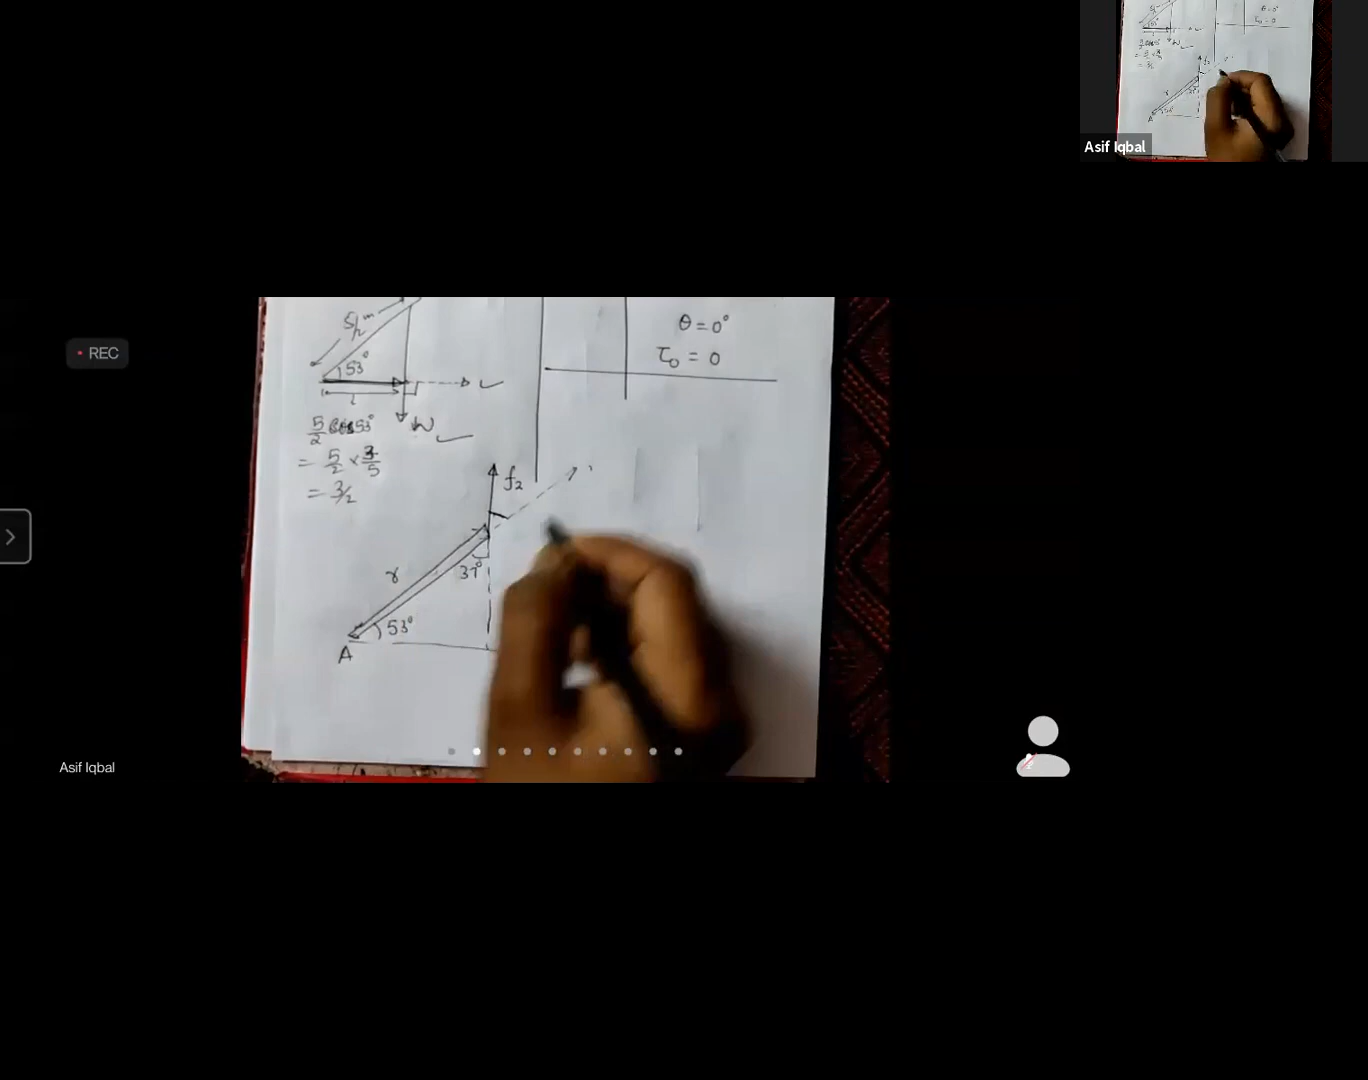 Asif Iqbal
REC
5/2 m
53°
θ = 0°
τ₀ = 0
W
5/2 cos 53°
= 5/2 × 3/5
= 3/2
f₂
r
37°
53°
A
Asif Iqbal